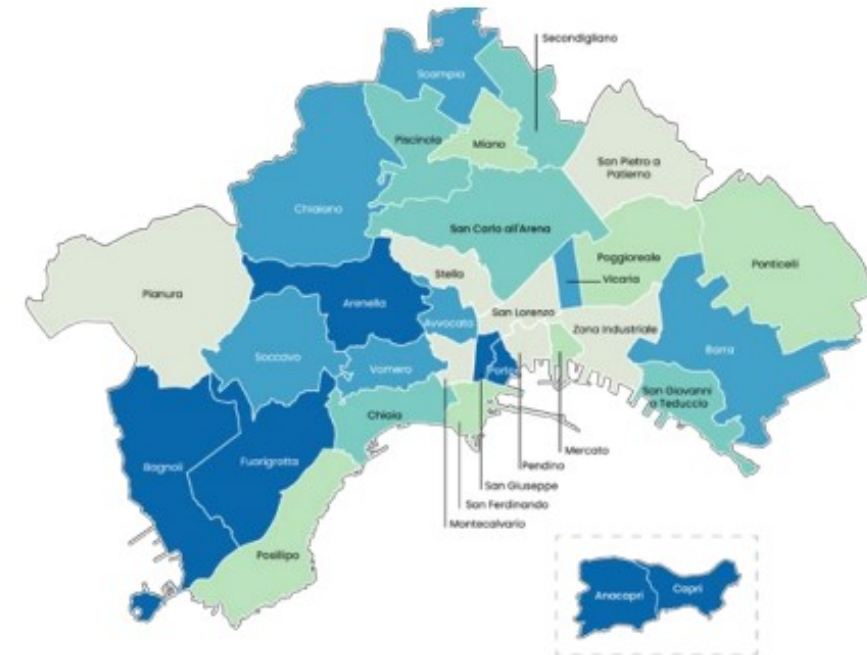 Secondigliano
Scampia
Piscinola
Miano
San Pietro a
Patierno
Chiaiano
San Carlo all'Arena
Poggioreale
Ponticelli
Stella
Vicaria
Pianura
Arenella
San Lorenzo
Avvocata
Zona Industriale
Soccavo
Vomero
Porto
Barra
San Giovanni
a Teduccio
Chiaia
Mercato
Bagnoli
Fuorigrotta
Pendino
San Giuseppe
San Ferdinando
Montecalvario
Posillipo
Anacapri
Capri